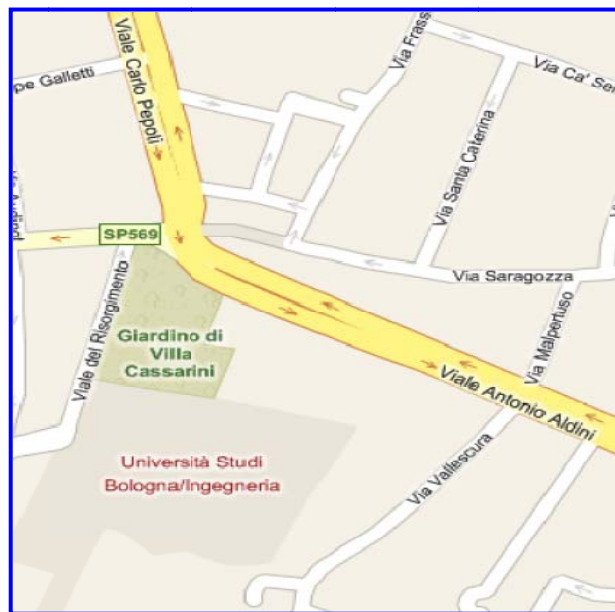 Viale Carlo Pepoli
pe Galletti
Via Frass
Via Ca' Se
Via Santa Caterina
SP569
Via Saragozza
Viale del Risorgimento
Via Malpertuso
Giardino di
Villa
Cassarini
Viale Antonio Aldini
Università Studi
Bologna/Ingegneria
Via Vallescura